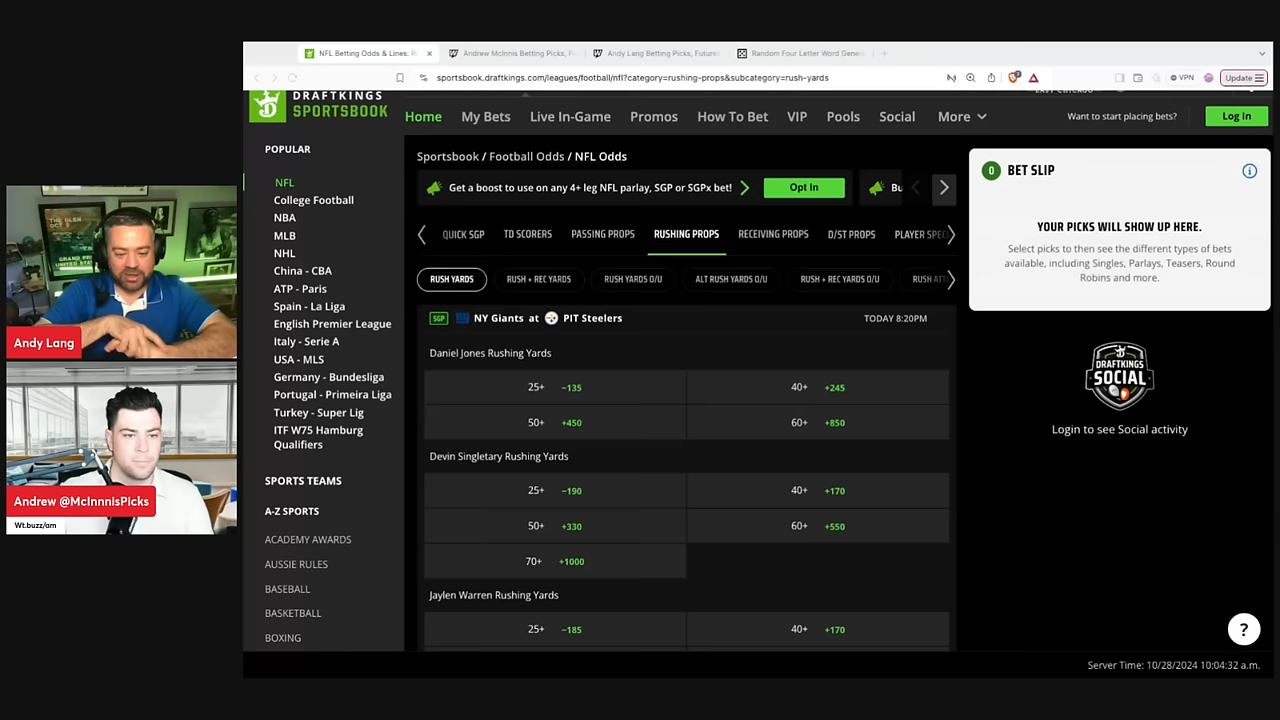 NFL Betting Odds & Lines: R
Andrew McInnis Betting Picks, F
Andy Lang Betting Picks, Future
Random Four Letter Word Gene
sportsbook.draftkings.com/leagues/football/nfl?category=rushing-props&subcategory=rush-yards
VPN
Update
DRAFTKINGS
SPORTSBOOK
Home My Bets Live In-Game Promos How To Bet VIP Pools Social More
Want to start placing bets?
Log In
POPULAR
NFL
College Football
NBA
MLB
NHL
China - CBA
ATP - Paris
Spain - La Liga
English Premier League
Italy - Serie A
USA - MLS
Germany - Bundesliga
Portugal - Primeira Liga
Turkey - Super Lig
ITF W75 Hamburg
Qualifiers
SPORTS TEAMS
A-Z SPORTS
ACADEMY AWARDS
AUSSIE RULES
BASEBALL
BASKETBALL
BOXING
Sportsbook / Football Odds / NFL Odds
Get a boost to use on any 4+ leg NFL parlay, SGP or SGPx bet!
Opt In
Bu
QUICK SGP TD SCORERS PASSING PROPS RUSHING PROPS RECEIVING PROPS D/ST PROPS PLAYER SPEC
RUSH YARDS RUSH + REC YARDS RUSH YARDS O/U ALT RUSH YARDS O/U RUSH + REC YARDS O/U RUSH ATT
SGP NY Giants at PIT Steelers TODAY 8:20PM
Daniel Jones Rushing Yards
25+ −135 40+ +245
50+ +450 60+ +850
Devin Singletary Rushing Yards
25+ −190 40+ +170
50+ +330 60+ +550
70+ +1000
Jaylen Warren Rushing Yards
25+ −185 40+ +170
0 BET SLIP
YOUR PICKS WILL SHOW UP HERE.
Select picks to then see the different types of bets
available, including Singles, Parlays, Teasers, Round
Robins and more.
DRAFTKINGS
SOCIAL
Login to see Social activity
?
Server Time: 10/28/2024 10:04:32 a.m.
Andy Lang
Andrew @McInnnisPicks
Wt.buzz/am